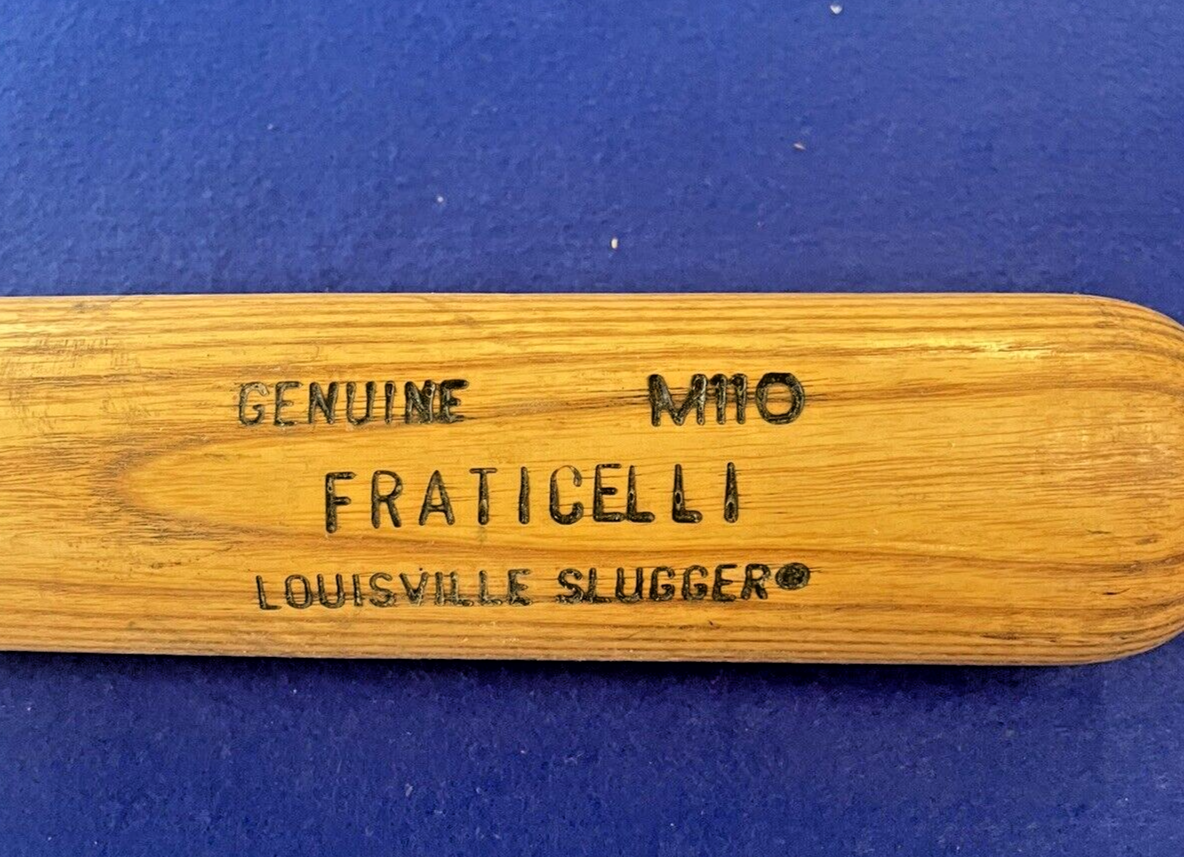 GENUINE M110
FRATICELLI
LOUISVILLE SLUGGER®